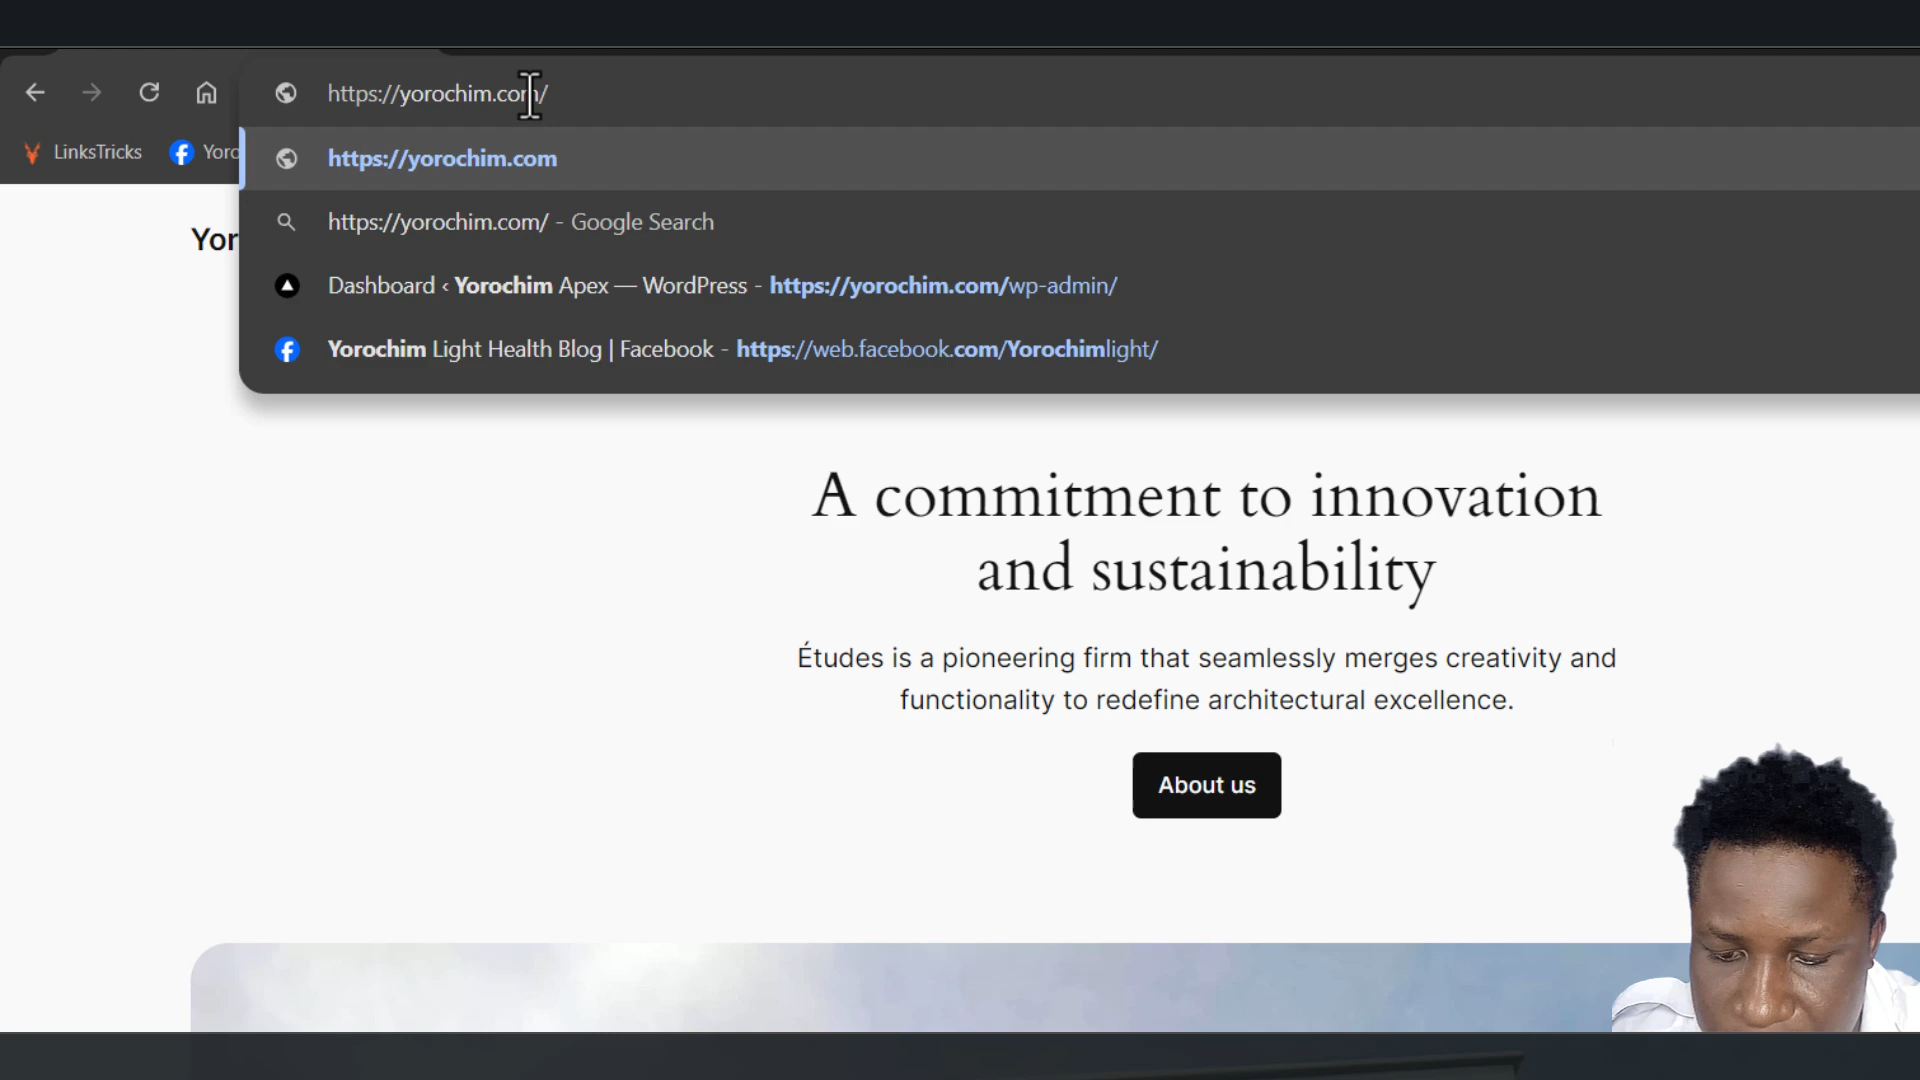 https://yorochim.com/
LinksTricks
Yoro
https://yorochim.com
https://yorochim.com/ - Google Search
Dashboard ‹ Yorochim Apex — WordPress - https://yorochim.com/wp-admin/
Yorochim Light Health Blog | Facebook - https://web.facebook.com/Yorochimlight/
Yor
A commitment to innovation
and sustainability
Études is a pioneering firm that seamlessly merges creativity and
functionality to redefine architectural excellence.
About us